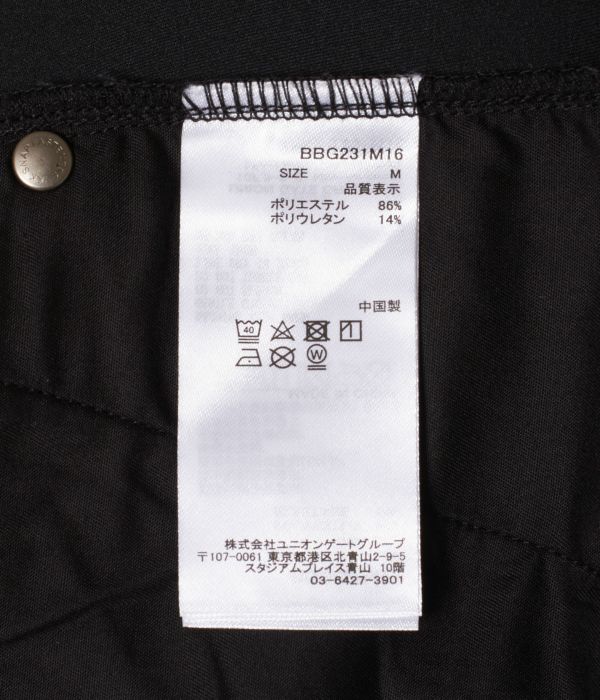 BBG231M16
SIZE M
品質表示
ポリエステル 86%
ポリウレタン 14%
中国製
40
W
株式会社ユニオンゲートグループ
〒107-0061 東京都港区北青山2-9-5
スタジアムプレイス青山 10階
03-6427-3901